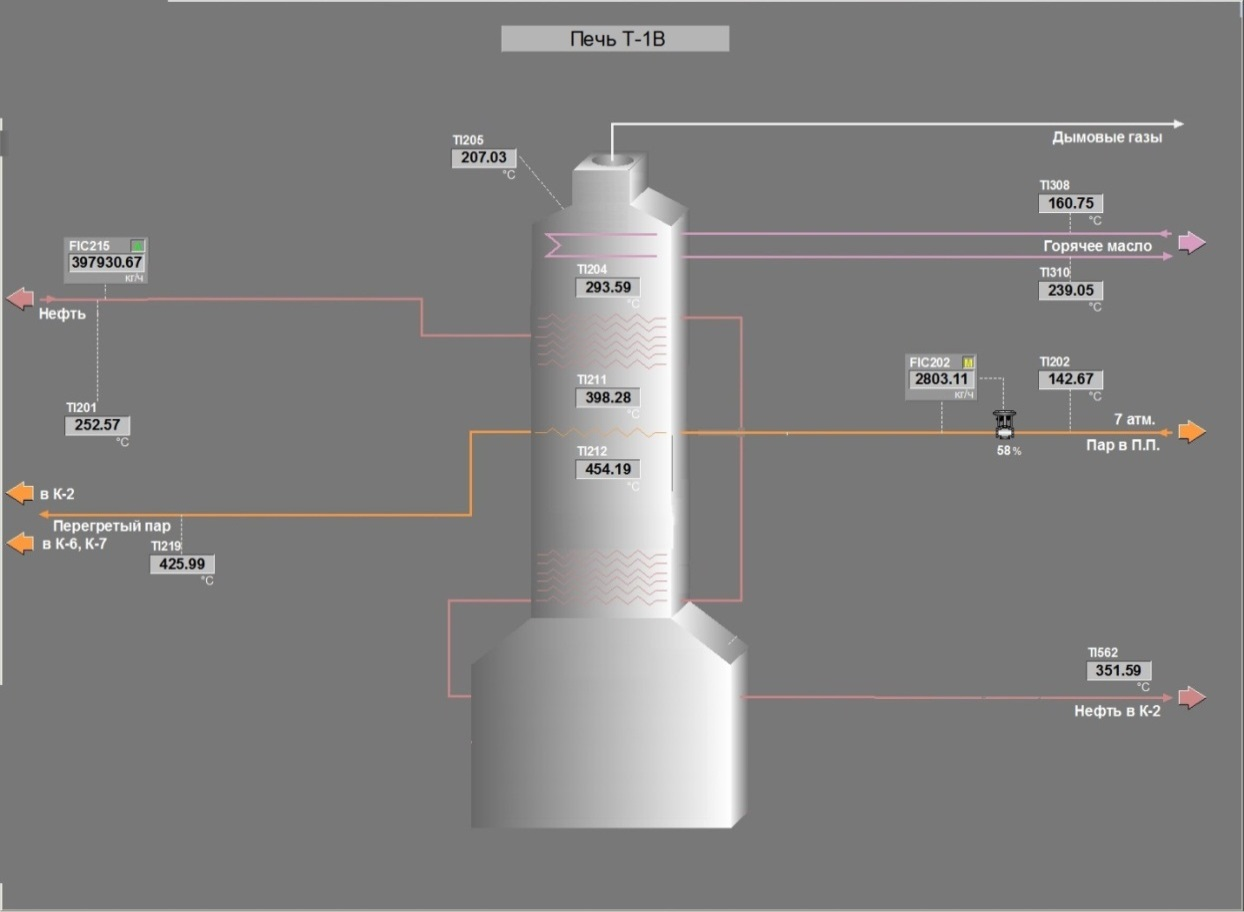 Печь Т-1В
Дымовые газы
TI205
207.03
°C
TI308
160.75
°C
Горячее масло
TI310
239.05
°C
FIC215
397930.67
кг/ч
Нефть
TI201
252.57
°C
TI204
293.59
°C
TI211
398.28
°C
TI212
454.19
°C
FIC202
2803.11
кг/ч
58 %
TI202
142.67
°C
7 атм.
Пар в П.П.
в К-2
Перегретый пар
в К-6, К-7
TI219
425.99
°C
TI562
351.59
°C
Нефть в К-2